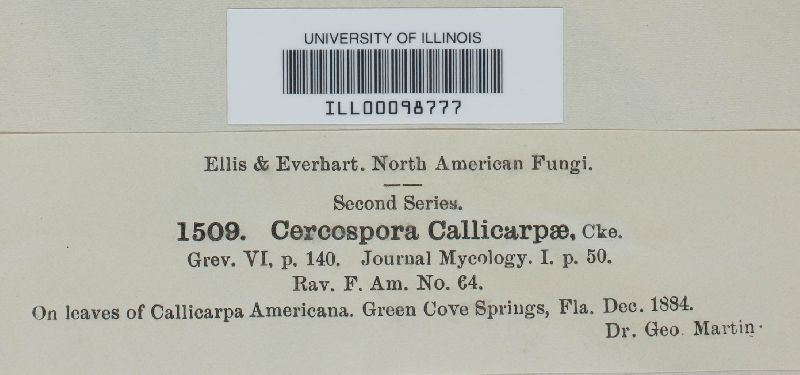 UNIVERSITY OF ILLINOIS
ILL00098777
Ellis & Everhart. North American Fungi.
Second Series.
1509. Cercospora Callicarpæ, Cke.
Grev. VI, p. 140. Journal Mycology. I. p. 50.
Rav. F. Am. No. 64.
On leaves of Callicarpa Americana. Green Cove Springs, Fla. Dec. 1884.
Dr. Geo. Martin.